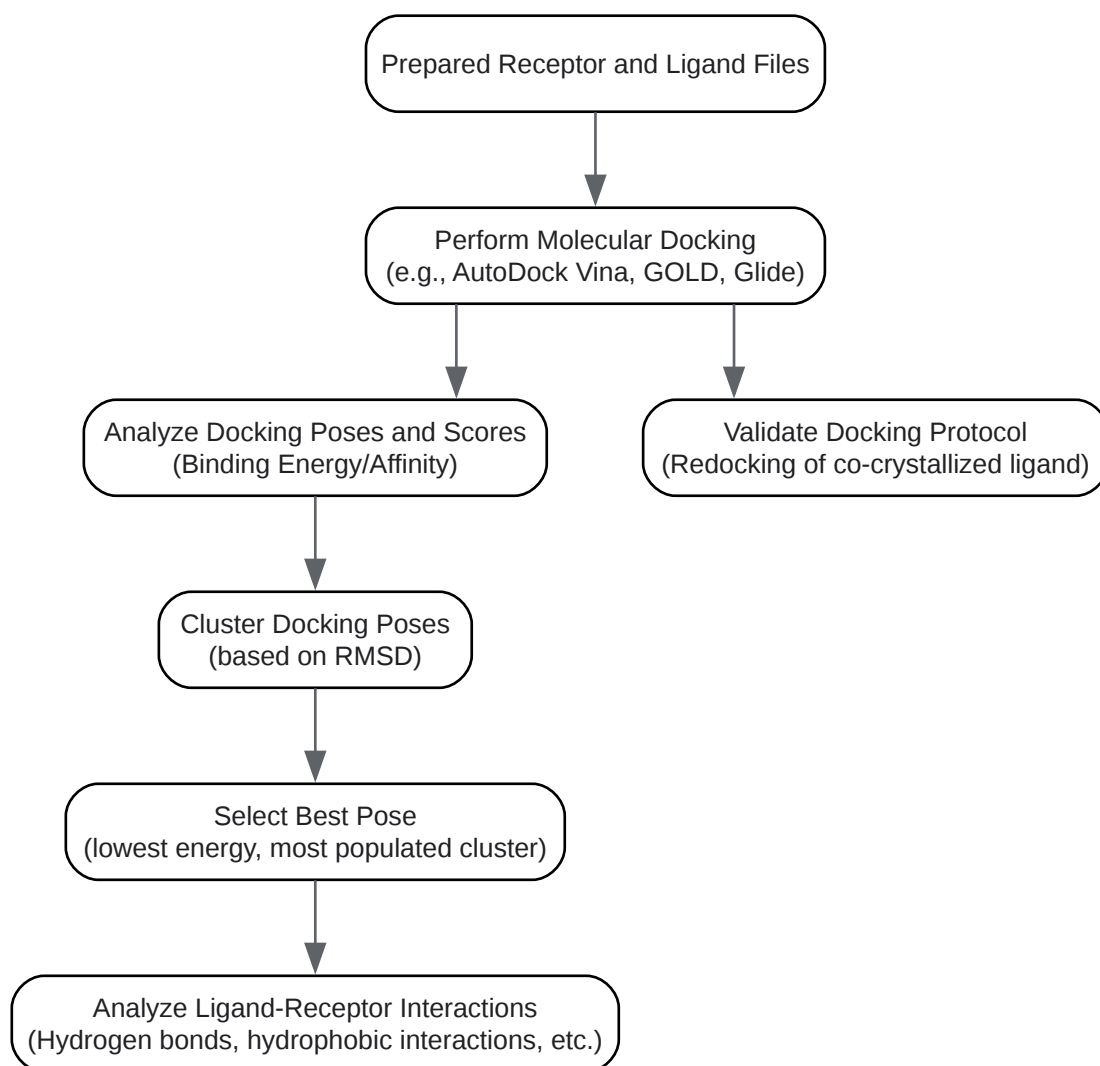 Prepared Receptor and Ligand Files
Perform Molecular Docking
(e.g., AutoDock Vina, GOLD, Glide)
Analyze Docking Poses and Scores
(Binding Energy/Affinity)
Validate Docking Protocol
(Redocking of co-crystallized ligand)
Cluster Docking Poses
(based on RMSD)
Select Best Pose
(lowest energy, most populated cluster)
Analyze Ligand-Receptor Interactions
(Hydrogen bonds, hydrophobic interactions, etc.)